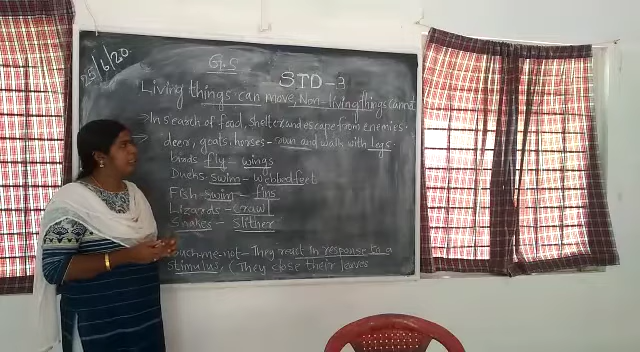 25/6/20
G.S
STD-3
Living things can move, Non-living things cannot
→ In search of food, shelter and escape from enemies.
→ deer, goats, horses - run and walk with legs.
birds fly - wings
Ducks swim - webbed feet
Fish swim - fins
Lizards - crawl
Snakes - slither
Touch-me-not - They react in response to a
stimulus, (They close their leaves